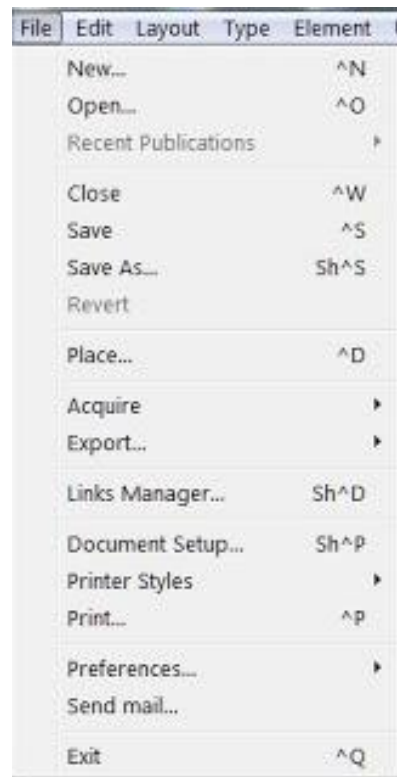 File Edit Layout Type Element
New... ^N
Open... ^O
Recent Publications
Close ^W
Save ^S
Save As... Sh^S
Revert
Place... ^D
Acquire
Export...
Links Manager... Sh^D
Document Setup... Sh^P
Printer Styles
Print... ^P
Preferences...
Send mail...
Exit ^Q